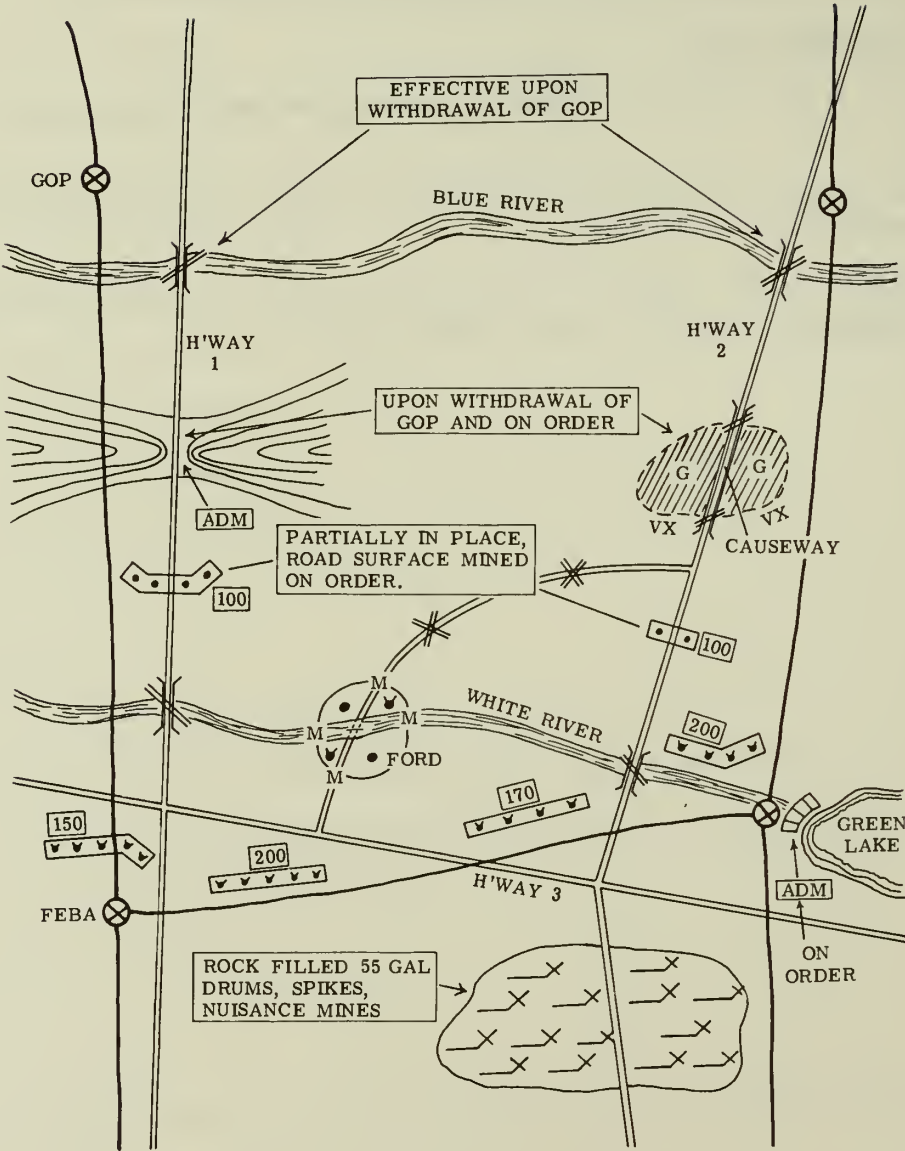 EFFECTIVE UPON
WITHDRAWAL OF GOP
GOP
BLUE RIVER
H'WAY
1
H'WAY
2
UPON WITHDRAWAL OF
GOP AND ON ORDER
G
G
ADM
VX
VX
CAUSEWAY
PARTIALLY IN PLACE,
ROAD SURFACE MINED
ON ORDER.
100
100
M
M
M
M
FORD
WHITE RIVER
200
170
150
200
GREEN
LAKE
H'WAY 3
ADM
FEBA
ON
ORDER
ROCK FILLED 55 GAL
DRUMS, SPIKES,
NUISANCE MINES